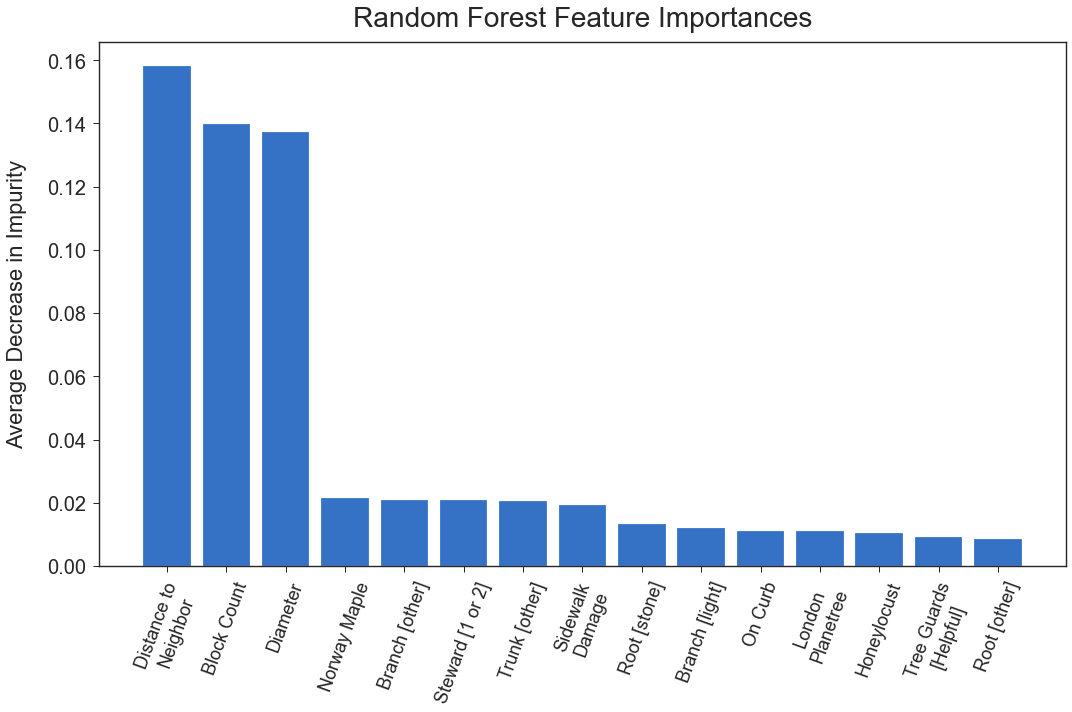 Random Forest Feature Importances
Average Decrease in Impurity
0.16
0.14
0.12
0.10
0.08
0.06
0.04
0.02
0.00
Distance to
Neighbor
Block Count
Diameter
Norway Maple
Branch [other]
Steward [1 or 2]
Trunk [other]
Sidewalk
Damage
Root [stone]
Branch [light]
On Curb
London
Planetree
Honeylocust
Tree Guards
[Helpful]
Root [other]